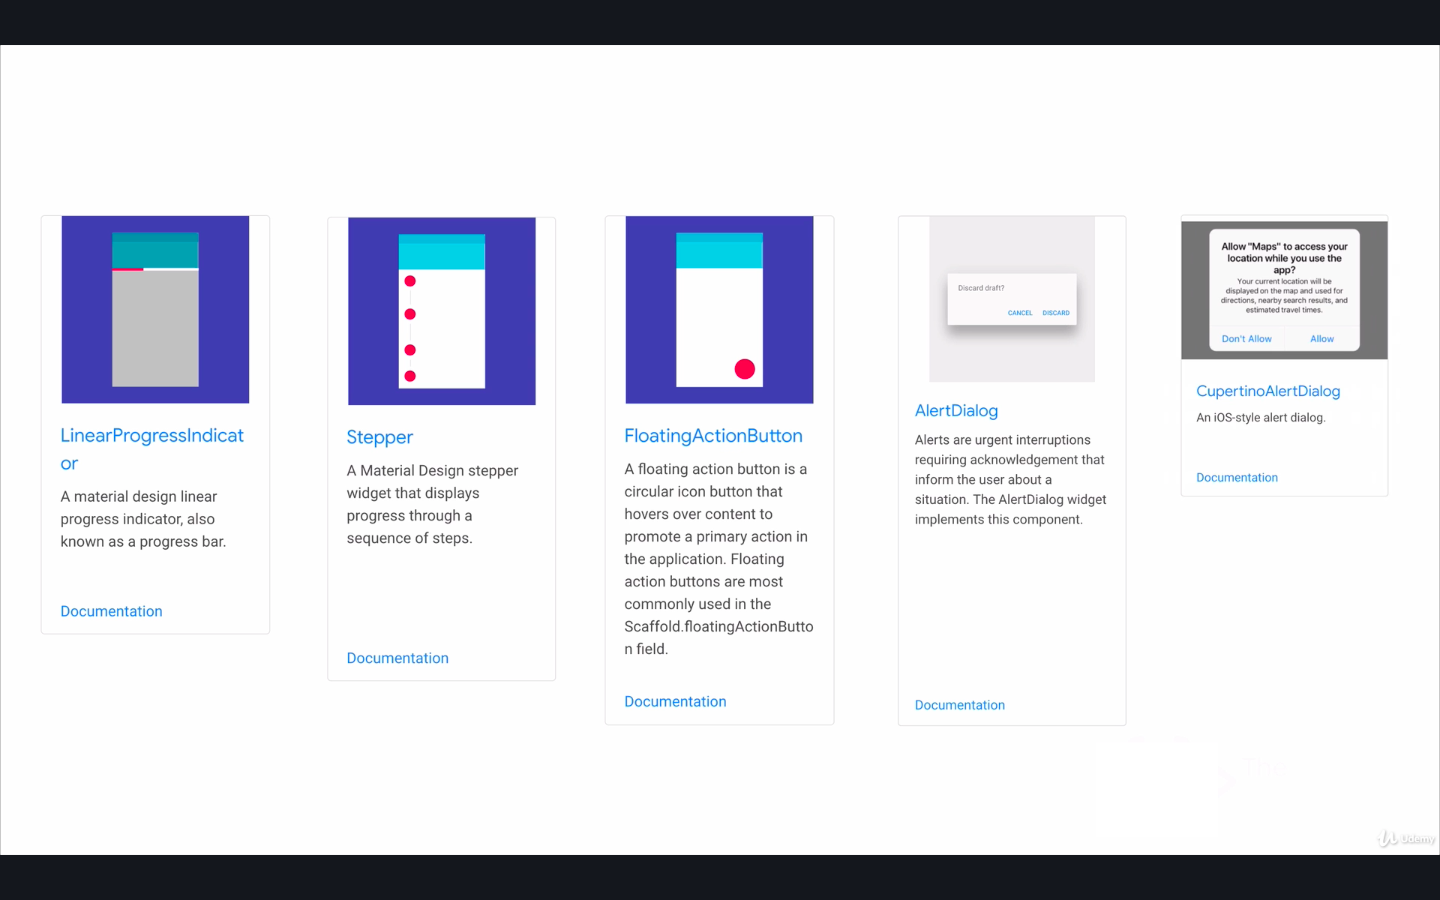 LinearProgressIndicat
or
A material design linear
progress indicator, also
known as a progress bar.
Documentation
Stepper
A Material Design stepper
widget that displays
progress through a
sequence of steps.
Documentation
FloatingActionButton
A floating action button is a
circular icon button that
hovers over content to
promote a primary action in
the application. Floating
action buttons are most
commonly used in the
Scaffold.floatingActionButto
n field.
Documentation
Discard draft?
CANCEL DISCARD
AlertDialog
Alerts are urgent interruptions
requiring acknowledgement that
inform the user about a
situation. The AlertDialog widget
implements this component.
Documentation
Allow "Maps" to access your
location while you use the
app?
Your current location will be
displayed on the map and used for
directions, nearby search results, and
estimated travel times.
Don't Allow Allow
CupertinoAlertDialog
An iOS-style alert dialog.
Documentation
Udemy